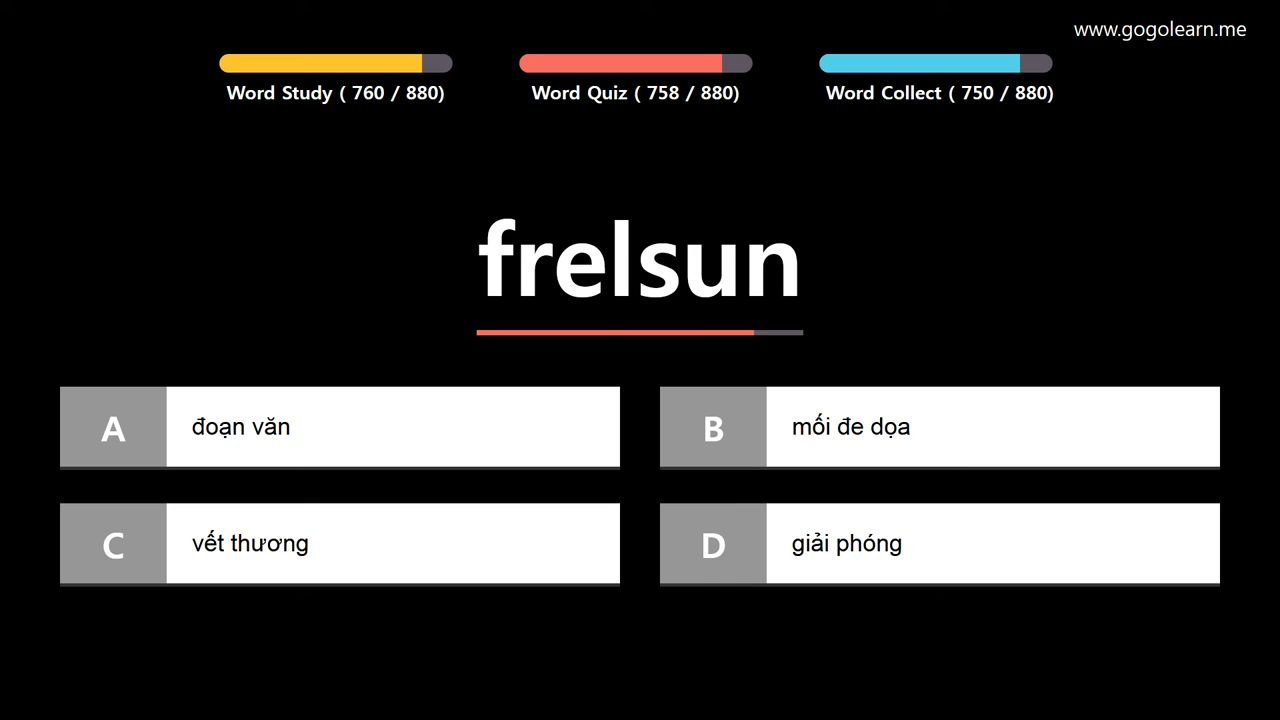 www.gogolearn.me
Word Study ( 760 / 880)
Word Quiz ( 758 / 880)
Word Collect ( 750 / 880)
frelsun
A
đoạn văn
B
mối đe dọa
C
vết thương
D
giải phóng